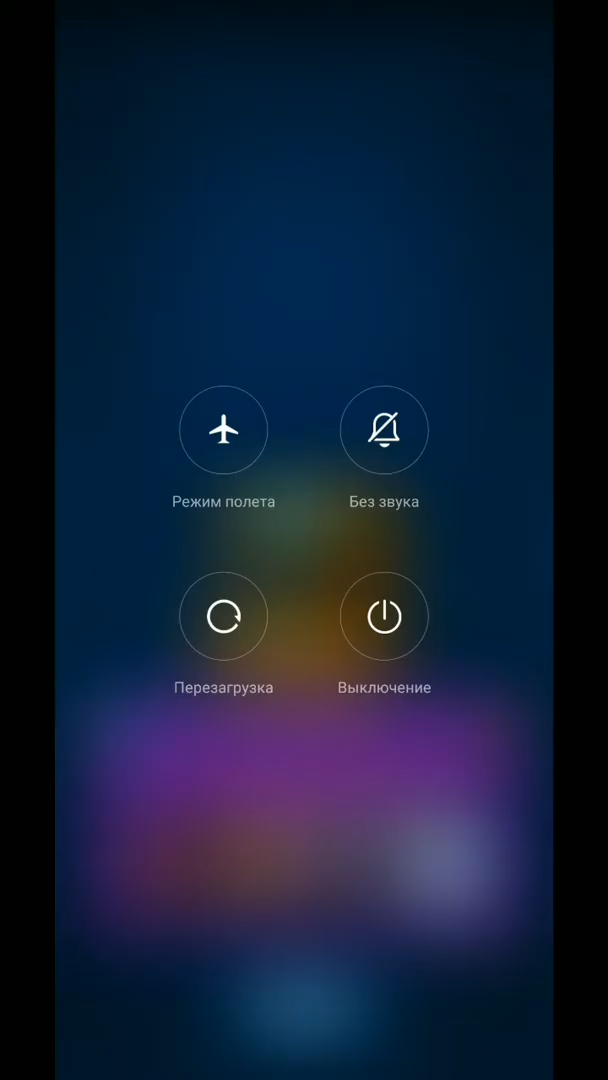 Режим полета
Без звука
Перезагрузка
Выключение